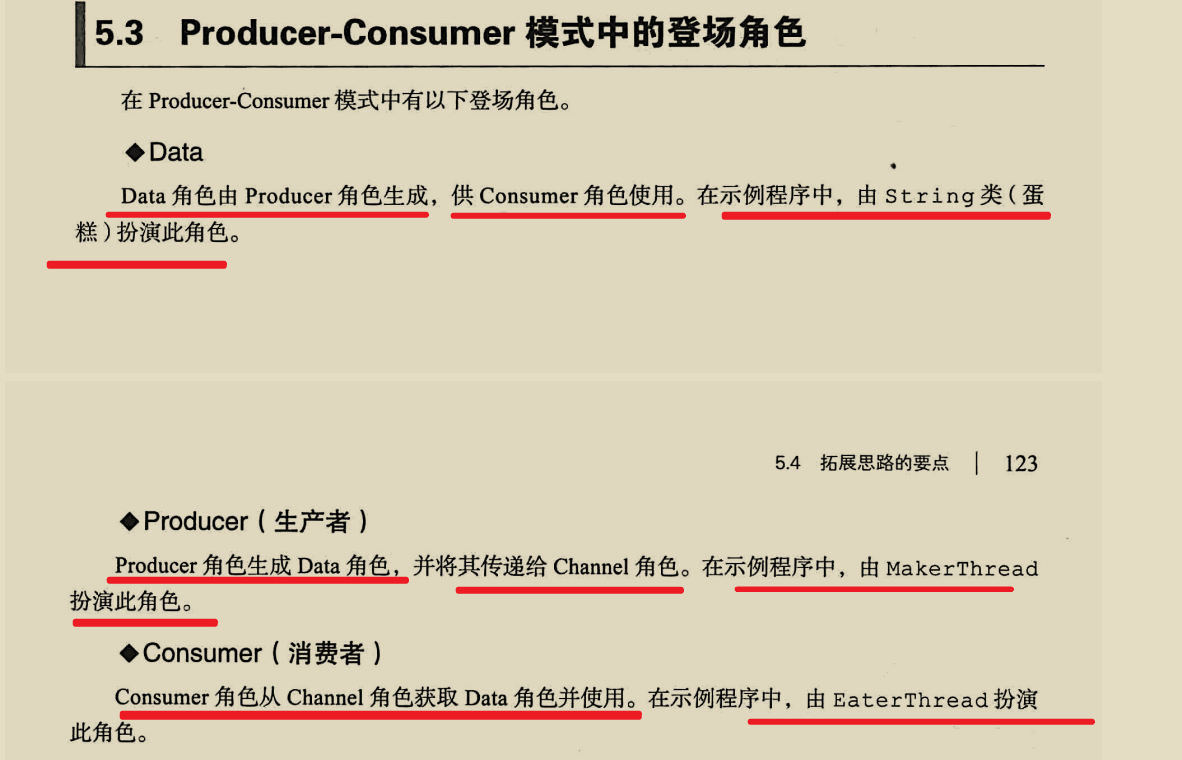 5.3 Producer-Consumer 模式中的登场角色
在 Producer-Consumer 模式中有以下登场角色。
◆Data
Data 角色由 Producer 角色生成，供 Consumer 角色使用。在示例程序中，由 String 类（蛋
糕）扮演此角色。
5.4 拓展思路的要点 | 123
◆Producer（生产者）
Producer 角色生成 Data 角色，并将其传递给 Channel 角色。在示例程序中，由 MakerThread
扮演此角色。
◆Consumer（消费者）
Consumer 角色从 Channel 角色获取 Data 角色并使用。在示例程序中，由 EaterThread 扮演
此角色。